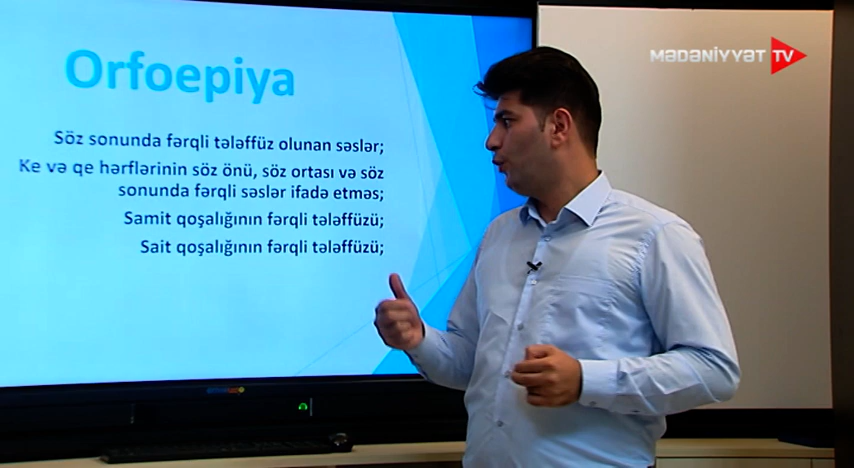 Orfoepiya
Söz sonunda fərqli tələffüz olunan səslər;
Ke və qe hərflərinin söz önü, söz ortası və söz
sonunda fərqli səslər ifadə etməs;
Samit qoşalığının fərqli tələffüzü;
Sait qoşalığının fərqli tələffüzü;
MƏDƏNİYYƏT TV